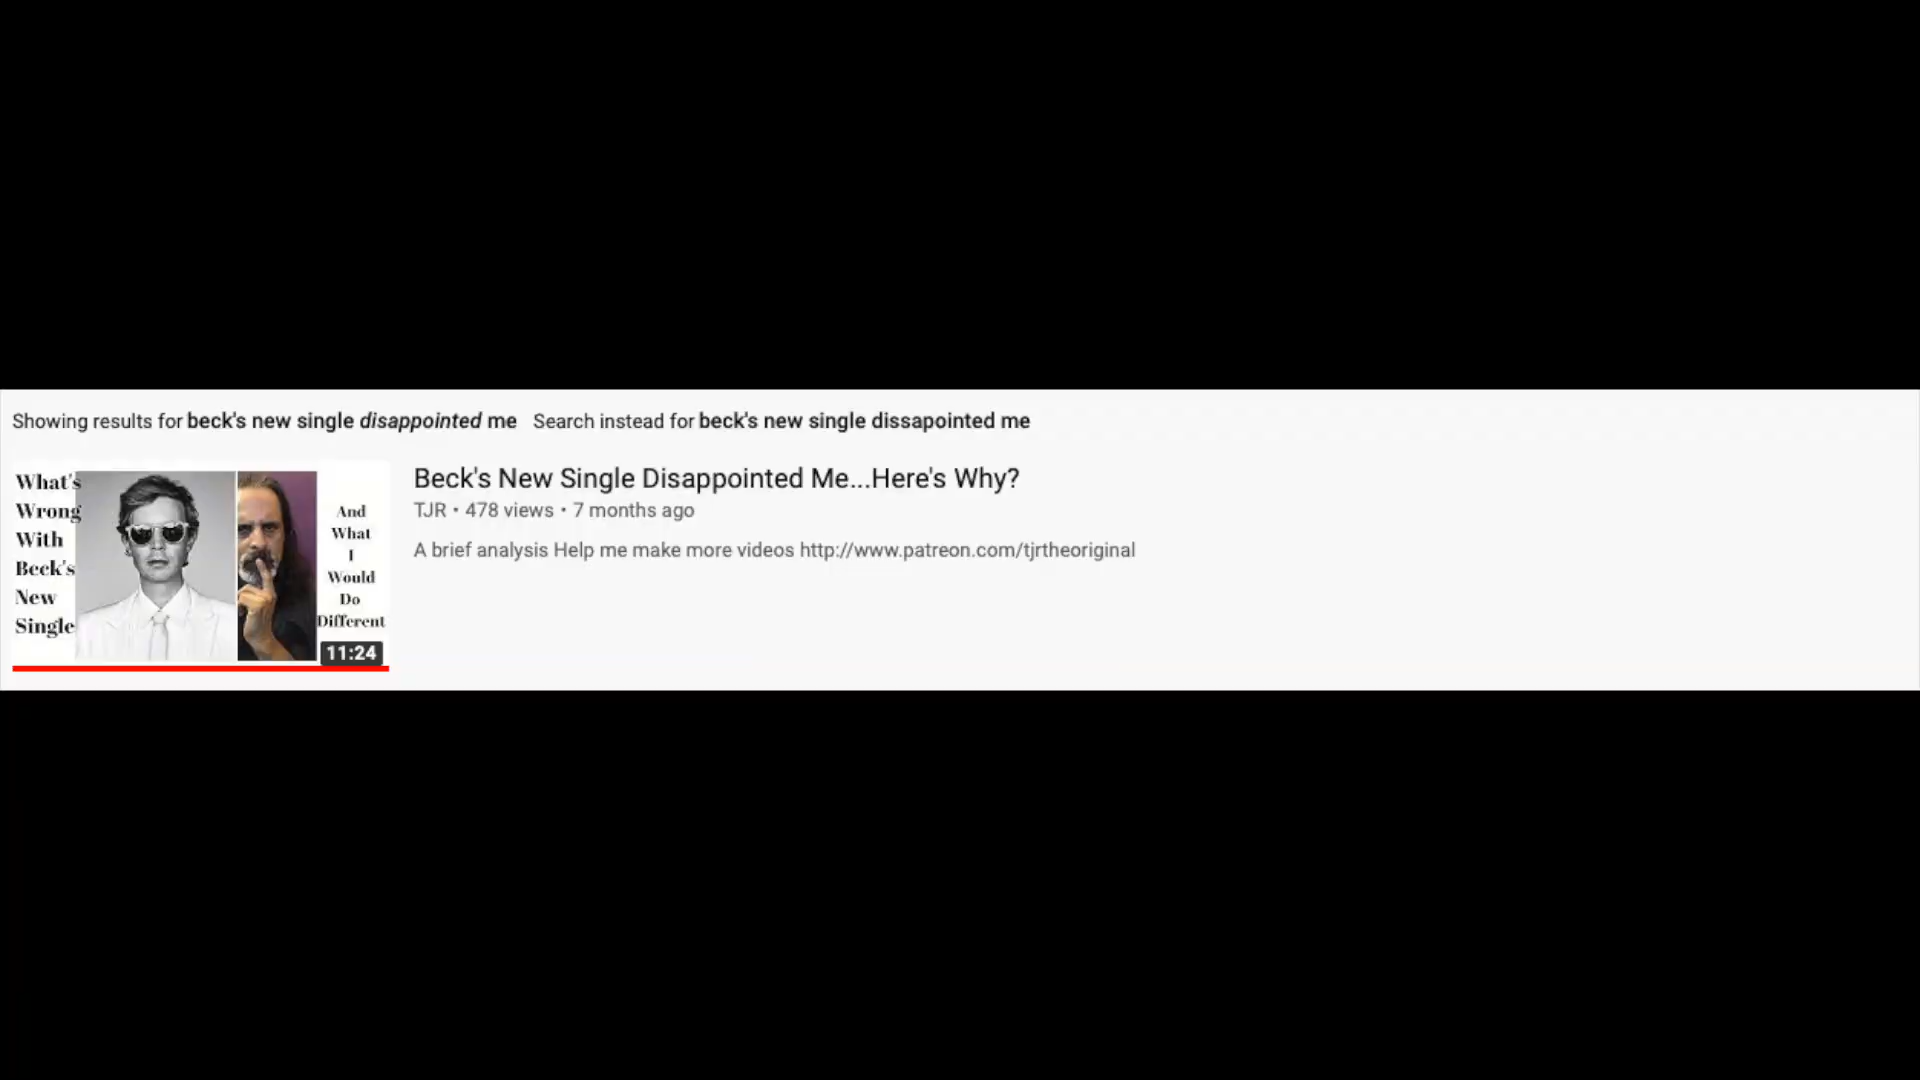 Showing results for beck's new single disappointed me Search instead for beck's new single dissapointed me
What's
Wrong
With
Beck's
New
Single
And
What
I
Would
Do
Different
11:24
Beck's New Single Disappointed Me...Here's Why?
TJR • 478 views • 7 months ago
A brief analysis Help me make more videos http://www.patreon.com/tjrtheoriginal